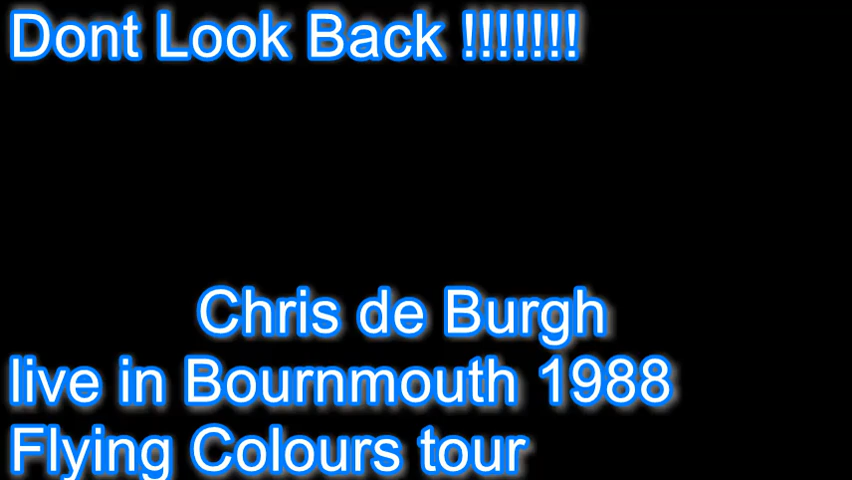 Dont Look Back !!!!!!!
Chris de Burgh
live in Bournmouth 1988
Flying Colours tour